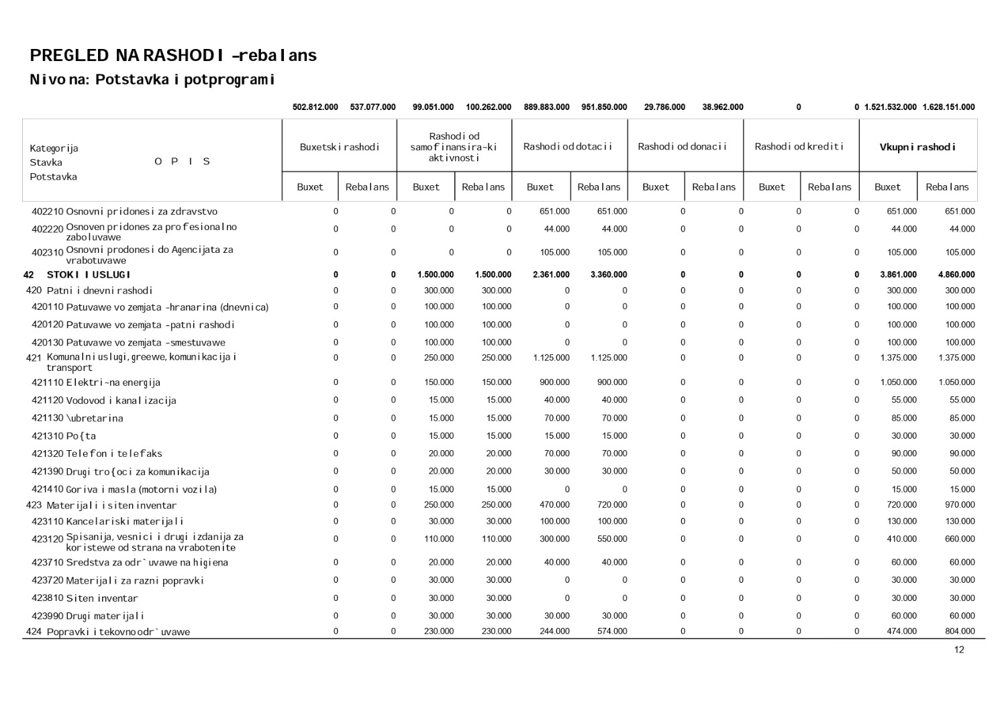 PREGLED NA RASHODI -rebalans
Nivo na: Potstavka i potprogrami
502.812.000 537.077.000 99.051.000 100.262.000 889.883.000 951.850.000 29.786.000 38.962.000 0 0 1.521.532.000 1.628.151.000
Kategorija
Stavka
Potstavka
O P I S
Buxetski rashodi
Rashodi od
samofinansira~ki
aktivnosti
Rashodi od dotacii
Rashodi od donacii
Rashodi od krediti
Vkupni rashodi
Buxet Rebalans Buxet Rebalans Buxet Rebalans Buxet Rebalans Buxet Rebalans Buxet Rebalans
402210 Osnovni pridonesi za zdravstvo 0 0 0 0 651.000 651.000 0 0 0 0 651.000 651.000
402220 Osnoven pridones za profesionalno
zaboluvawe 0 0 0 0 44.000 44.000 0 0 0 0 44.000 44.000
402310 Osnovni prodonesi do Agencijata za
vrabotuvawe 0 0 0 0 105.000 105.000 0 0 0 0 105.000 105.000
42 STOKI I USLUGI 0 0 1.500.000 1.500.000 2.361.000 3.360.000 0 0 0 0 3.861.000 4.860.000
420 Patni i dnevni rashodi 0 0 300.000 300.000 0 0 0 0 0 0 300.000 300.000
420110 Patuvawe vo zemjata -hranarina (dnevnica) 0 0 100.000 100.000 0 0 0 0 0 0 100.000 100.000
420120 Patuvawe vo zemjata -patni rashodi 0 0 100.000 100.000 0 0 0 0 0 0 100.000 100.000
420130 Patuvawe vo zemjata -smestuvawe 0 0 100.000 100.000 0 0 0 0 0 0 100.000 100.000
421 Komunalni uslugi, greewe, komunikacija i
transport 0 0 250.000 250.000 1.125.000 1.125.000 0 0 0 0 1.375.000 1.375.000
421110 Elektri~na energija 0 0 150.000 150.000 900.000 900.000 0 0 0 0 1.050.000 1.050.000
421120 Vodovod i kanalizacija 0 0 15.000 15.000 40.000 40.000 0 0 0 0 55.000 55.000
421130 \ubretarina 0 0 15.000 15.000 70.000 70.000 0 0 0 0 85.000 85.000
421310 Po{ta 0 0 15.000 15.000 15.000 15.000 0 0 0 0 30.000 30.000
421320 Telefon i telefaks 0 0 20.000 20.000 70.000 70.000 0 0 0 0 90.000 90.000
421390 Drugi tro{oci za komunikacija 0 0 20.000 20.000 30.000 30.000 0 0 0 0 50.000 50.000
421410 Goriva i masla (motorni vozila) 0 0 15.000 15.000 0 0 0 0 0 0 15.000 15.000
423 Materijali i siten inventar 0 0 250.000 250.000 470.000 720.000 0 0 0 0 720.000 970.000
423110 Kancelariski materijali 0 0 30.000 30.000 100.000 100.000 0 0 0 0 130.000 130.000
423120 Spisanija, vesnici i drugi izdanija za
koristewe od strana na vrabotenite 0 0 110.000 110.000 300.000 550.000 0 0 0 0 410.000 660.000
423710 Sredstva za odr`uvawe na higiena 0 0 20.000 20.000 40.000 40.000 0 0 0 0 60.000 60.000
423720 Materijali za razni popravki 0 0 30.000 30.000 0 0 0 0 0 0 30.000 30.000
423810 Siten inventar 0 0 30.000 30.000 0 0 0 0 0 0 30.000 30.000
423990 Drugi materijali 0 0 30.000 30.000 30.000 30.000 0 0 0 0 60.000 60.000
424 Popravki i tekovno odr`uvawe 0 0 230.000 230.000 244.000 574.000 0 0 0 0 474.000 804.000
12